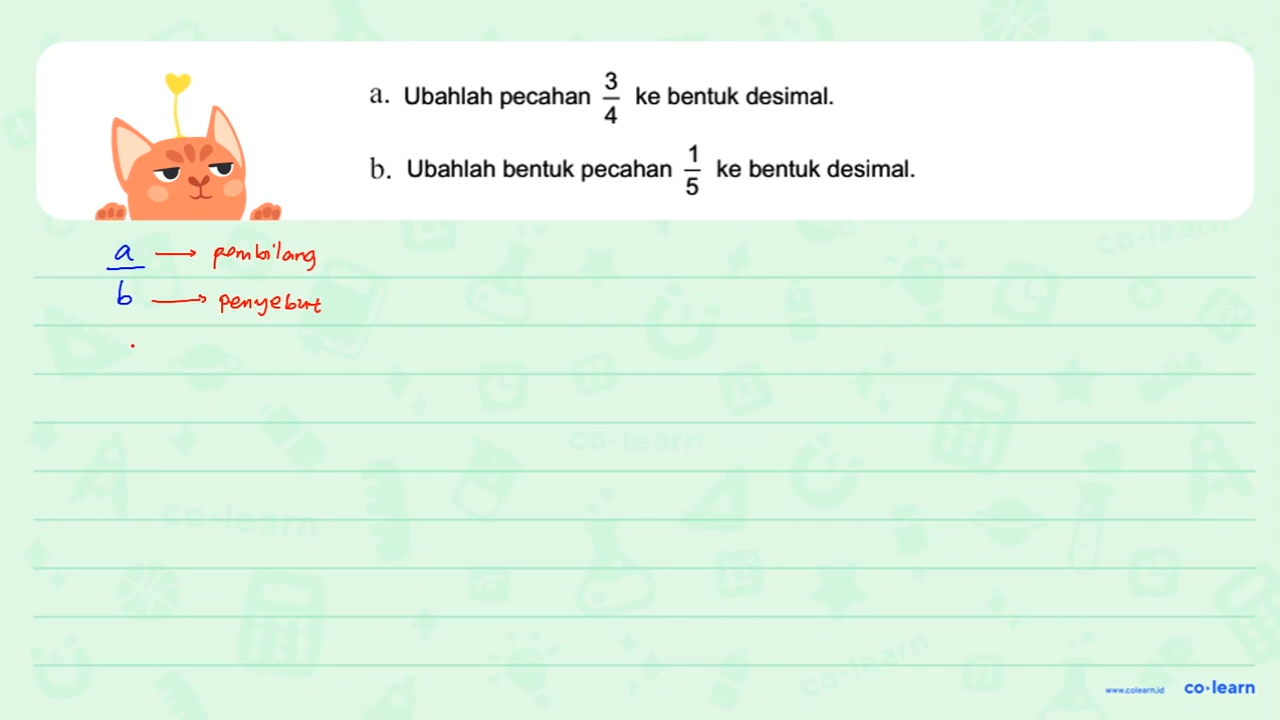 a. Ubahlah pecahan 3/4 ke bentuk desimal.
b. Ubahlah bentuk pecahan 1/5 ke bentuk desimal.
a → pembilang
b → penyebut
co·learn
co·learn
co·learn
co·learn
www.colearn.id co·learn